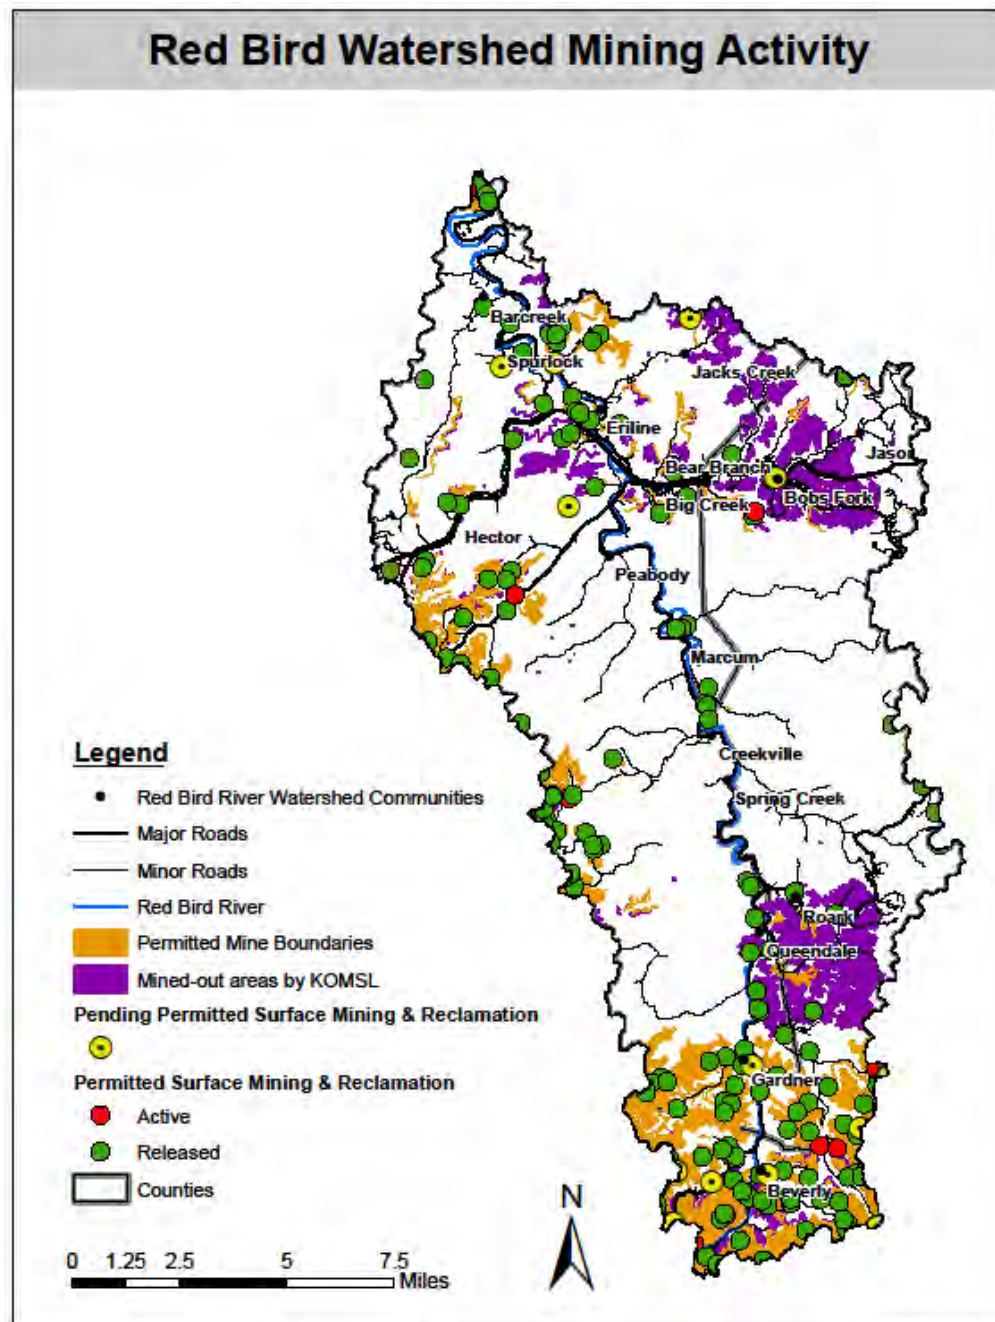 Red Bird Watershed Mining Activity
Barcreek
Spurlock
Jacks Creek
Eriline
Jason
Bear Branch
Bobs Fork
Big Creek
Hector
Peabody
Marcum
Creekville
Spring Creek
Roark
Queendale
Gardner
Beverly
Legend
Red Bird River Watershed Communities
Major Roads
Minor Roads
Red Bird River
Permitted Mine Boundaries
Mined-out areas by KOMSL
Pending Permitted Surface Mining & Reclamation
Permitted Surface Mining & Reclamation
Active
Released
Counties
N
0 1.25 2.5 5 7.5
Miles